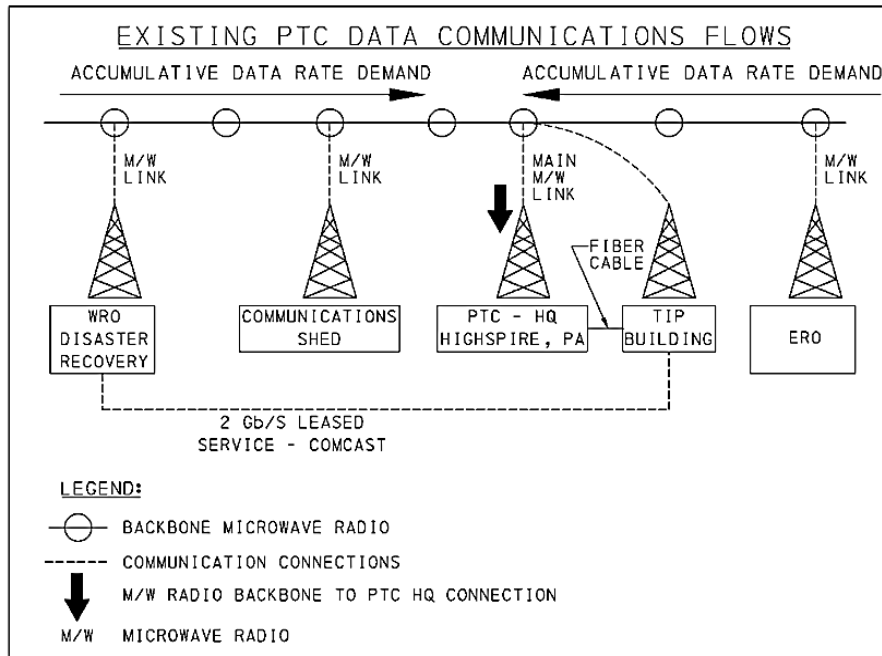 EXISTING PTC DATA COMMUNICATIONS FLOWS
ACCUMULATIVE DATA RATE DEMAND
ACCUMULATIVE DATA RATE DEMAND
M/W
LINK
M/W
LINK
MAIN
M/W
LINK
M/W
LINK
FIBER
CABLE
WRO
DISASTER
RECOVERY
COMMUNICATIONS
SHED
PTC - HQ
HIGHSPIRE, PA
TIP
BUILDING
ERO
2 Gb/S LEASED
SERVICE - COMCAST
LEGEND:
BACKBONE MICROWAVE RADIO
COMMUNICATION CONNECTIONS
M/W RADIO BACKBONE TO PTC HQ CONNECTION
M/W MICROWAVE RADIO